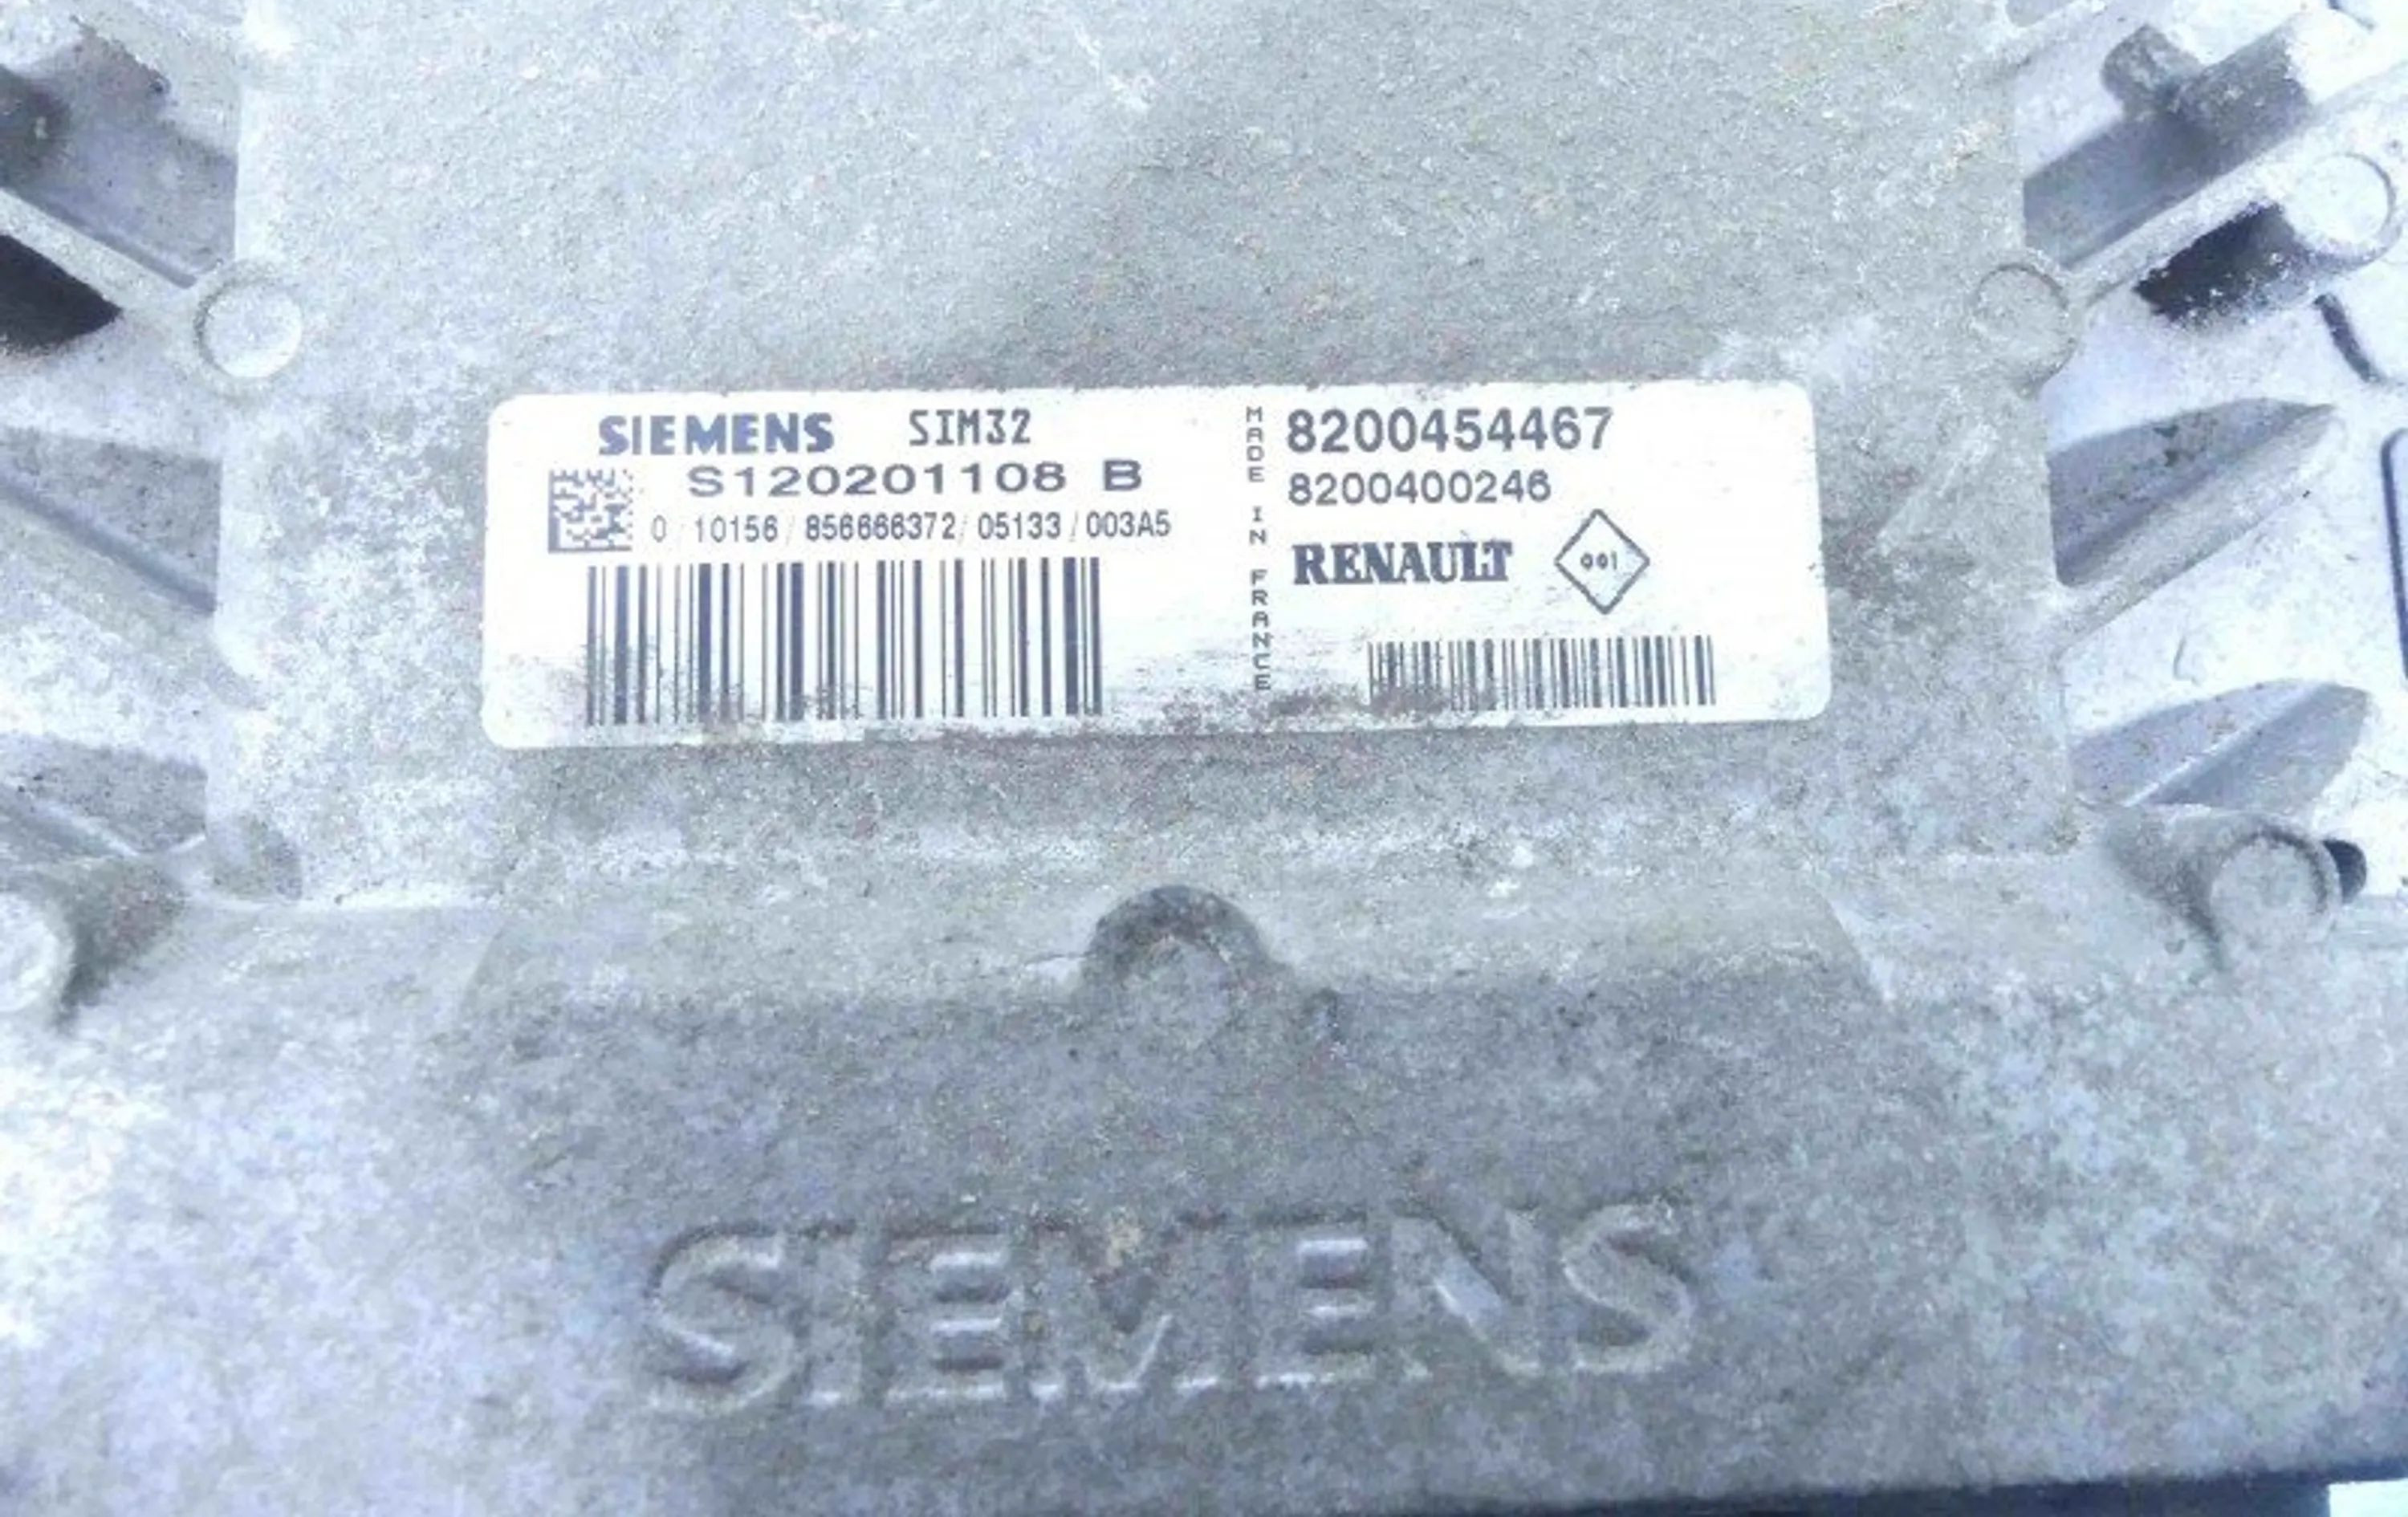 SIEMENS SIM32
S120201108 B
0/10156/856666372/05133/003A5
MADE IN FRANCE
8200454467
8200400246
RENAULT 001
SIEMENS